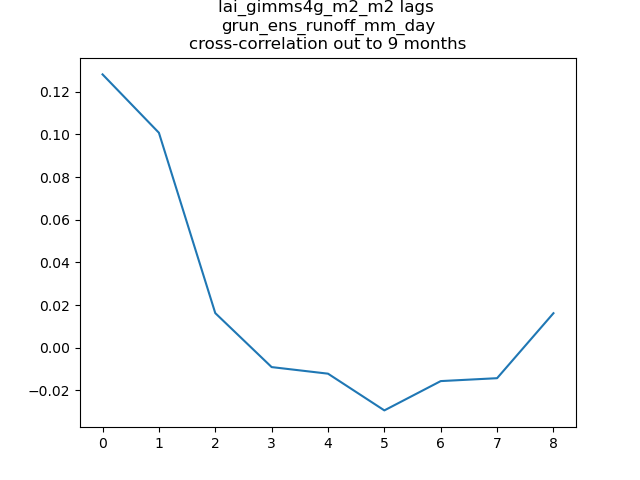 lai_gimms4g_m2_m2 lags
grun_ens_runoff_mm_day
cross-correlation out to 9 months
0.12
0.10
0.08
0.06
0.04
0.02
0.00
−0.02
0 1 2 3 4 5 6 7 8